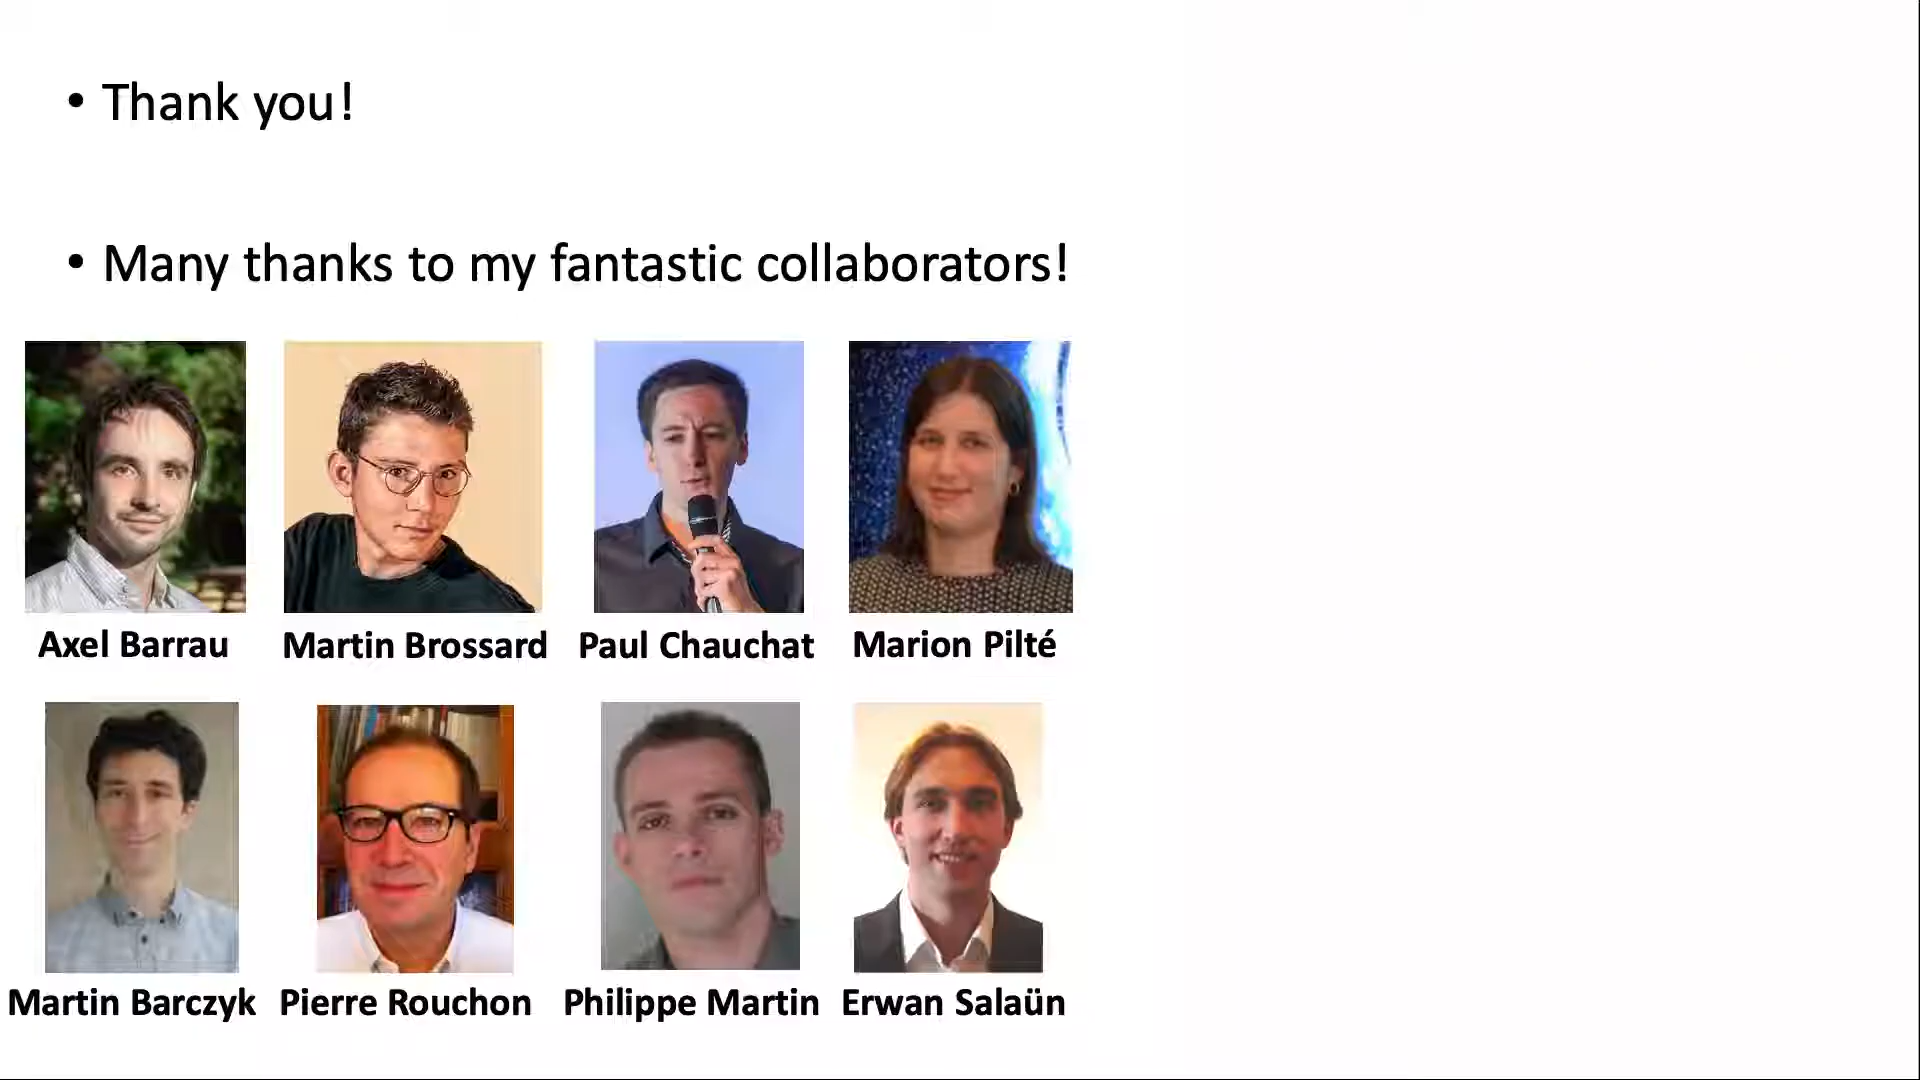 • Thank you!
• Many thanks to my fantastic collaborators!
Axel Barrau Martin Brossard Paul Chauchat Marion Pilté
Martin Barczyk Pierre Rouchon Philippe Martin Erwan Salaün